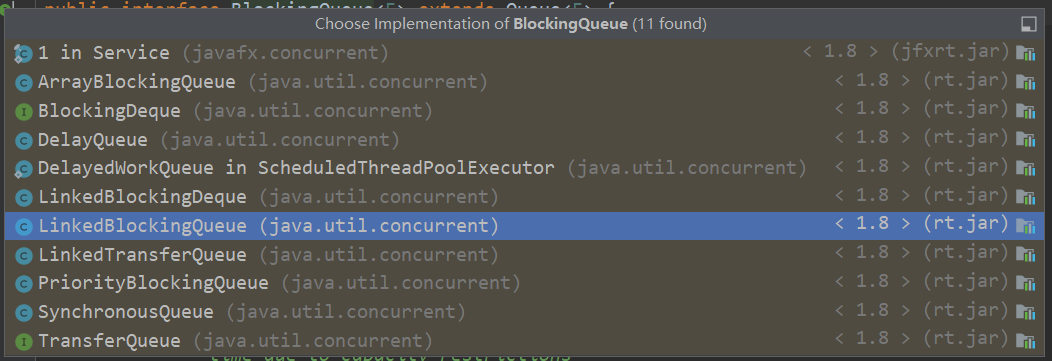 public interface BlockingQueue<E> extends Queue<E> {
Choose Implementation of BlockingQueue (11 found)
1 in Service (javafx.concurrent) < 1.8 > (jfxrt.jar)
ArrayBlockingQueue (java.util.concurrent) < 1.8 > (rt.jar)
BlockingDeque (java.util.concurrent) < 1.8 > (rt.jar)
DelayQueue (java.util.concurrent) < 1.8 > (rt.jar)
DelayedWorkQueue in ScheduledThreadPoolExecutor (java.util.concurrent) < 1.8 > (rt.jar)
LinkedBlockingDeque (java.util.concurrent) < 1.8 > (rt.jar)
LinkedBlockingQueue (java.util.concurrent) < 1.8 > (rt.jar)
LinkedTransferQueue (java.util.concurrent) < 1.8 > (rt.jar)
PriorityBlockingQueue (java.util.concurrent) < 1.8 > (rt.jar)
SynchronousQueue (java.util.concurrent) < 1.8 > (rt.jar)
TransferQueue (java.util.concurrent) < 1.8 > (rt.jar)
time due to capacity restrictions